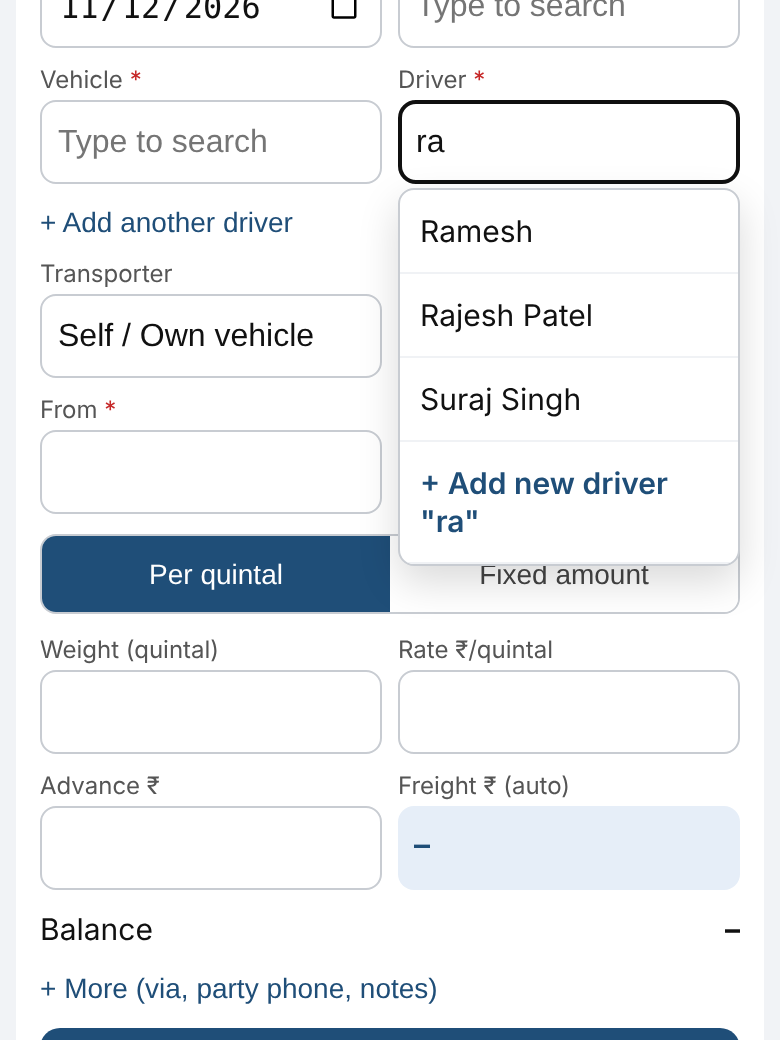 11/12/2026
Type to search
Vehicle *
Driver *
Type to search
ra
+ Add another driver
Ramesh
Rajesh Patel
Suraj Singh
+ Add new driver
"ra"
Transporter
Self / Own vehicle
From *
Per quintal
Fixed amount
Weight (quintal)
Rate ₹/quintal
Advance ₹
Freight ₹ (auto)
–
Balance
–
+ More (via, party phone, notes)